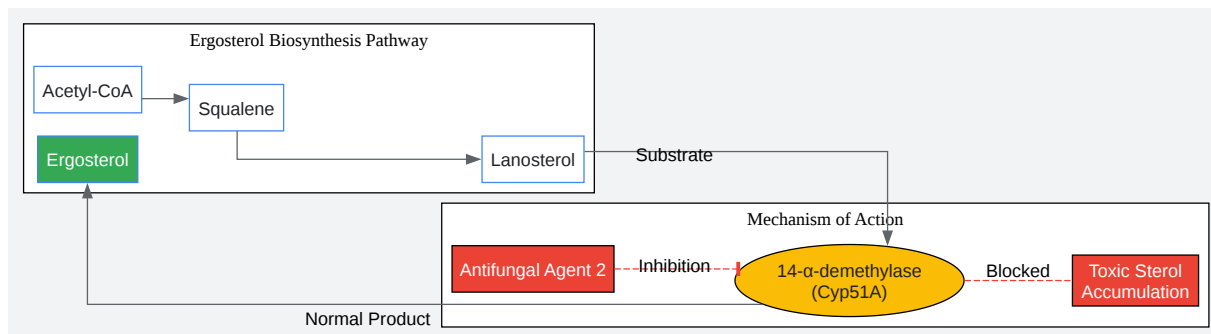 Ergosterol Biosynthesis Pathway
Acetyl-CoA
Squalene
Ergosterol
Lanosterol
Substrate
Mechanism of Action
Antifungal Agent 2
Inhibition
14-α-demethylase
(Cyp51A)
Blocked
Toxic Sterol
Accumulation
Normal Product